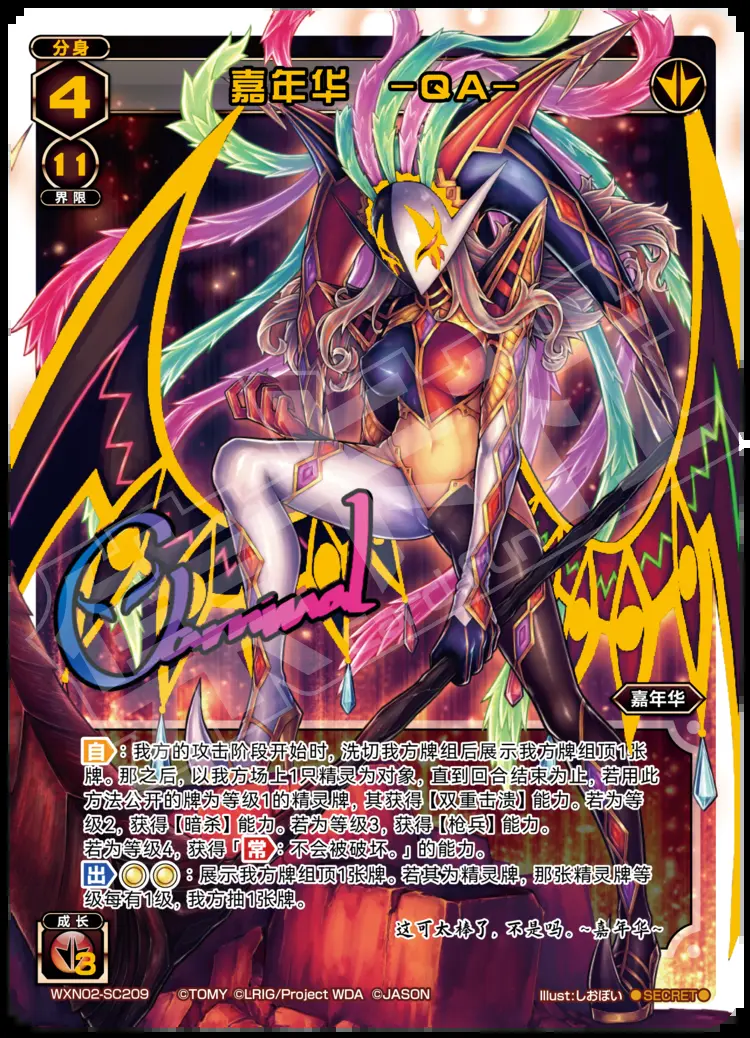 分身
4
嘉年华 -QA-
11
界限
Carnival
嘉年华
自：我方的攻击阶段开始时，洗切我方牌组后展示我方牌组顶1张
牌。那之后，以我方场上1只精灵为对象，直到回合结束为止，若用此
方法公开的牌为等级1的精灵牌，其获得【双重击溃】能力。若为等
级2，获得【暗杀】能力。若为等级3，获得【枪兵】能力。
若为等级4，获得「常：不会被破坏。」的能力。
出：展示我方牌组顶1张牌。若其为精灵牌，那张精灵牌等
级每有1级，我方抽1张牌。
这可太棒了，不是吗。~嘉年华~
成长
3
WXN02-SC209 ©TOMY ©LRIG/Project WDA ©JASON Illust:しおぼい ●SECRET●